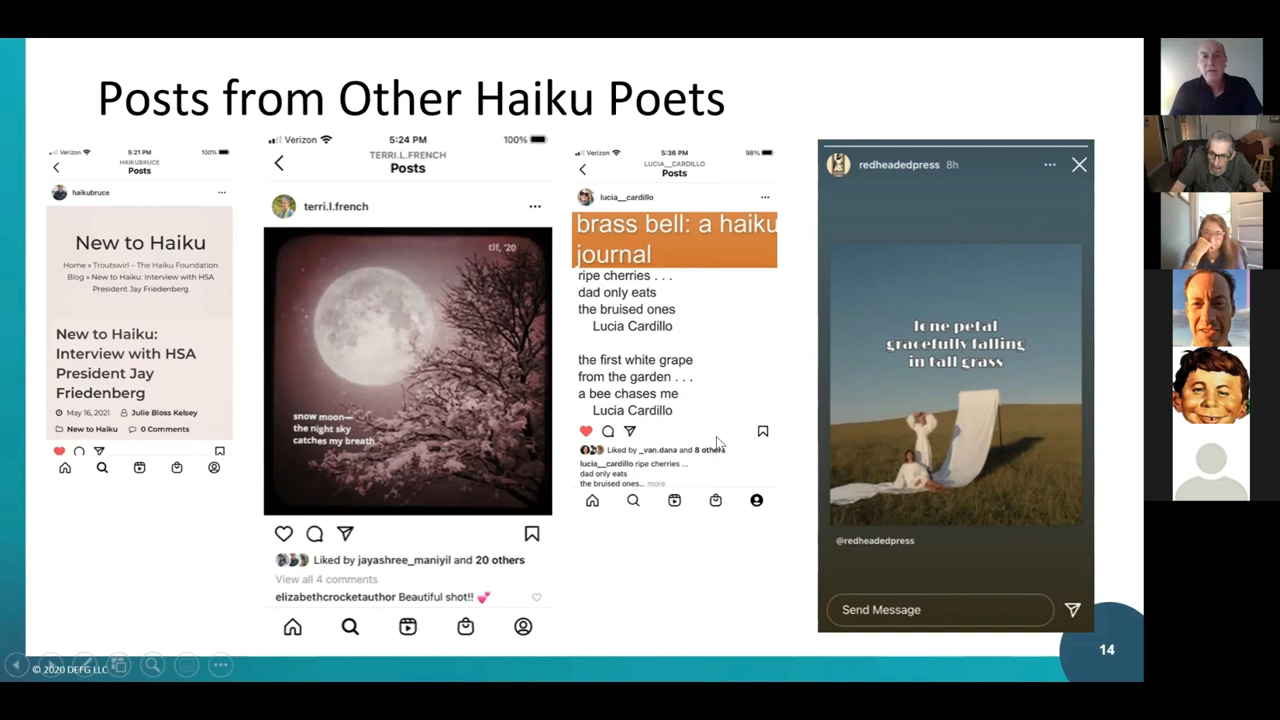 Posts from Other Haiku Poets
Verizon
5:21 PM
100%
HAIKUBRUCE
Posts
haikubruce
New to Haiku
Home » Troutswirl – The Haiku Foundation
Blog » New to Haiku: Interview with HSA
President Jay Friedenberg
New to Haiku:
Interview with HSA
President Jay
Friedenberg
May 16, 2021 Julie Bloss Kelsey
New to Haiku 0 Comments
Verizon
5:24 PM
100%
TERRI.L.FRENCH
Posts
terri.l.french
tlf, '20
snow moon—
the night sky
catches my breath
Liked by jayashree_maniyil and 20 others
View all 4 comments
elizabethcrocketauthor Beautiful shot!! 💕
Verizon
5:36 PM
98%
LUCIA__CARDILLO
Posts
lucia__cardillo
brass bell: a haiku
journal
ripe cherries . . .
dad only eats
the bruised ones
Lucia Cardillo
the first white grape
from the garden . . .
a bee chases me
Lucia Cardillo
Liked by _van.dana and 8 others
lucia__cardillo ripe cherries ...
dad only eats
the bruised ones... more
redheadedpress 8h
lone petal
gracefully falling
in tall grass
@redheadedpress
Send Message
© 2020 DEFG LLC
14